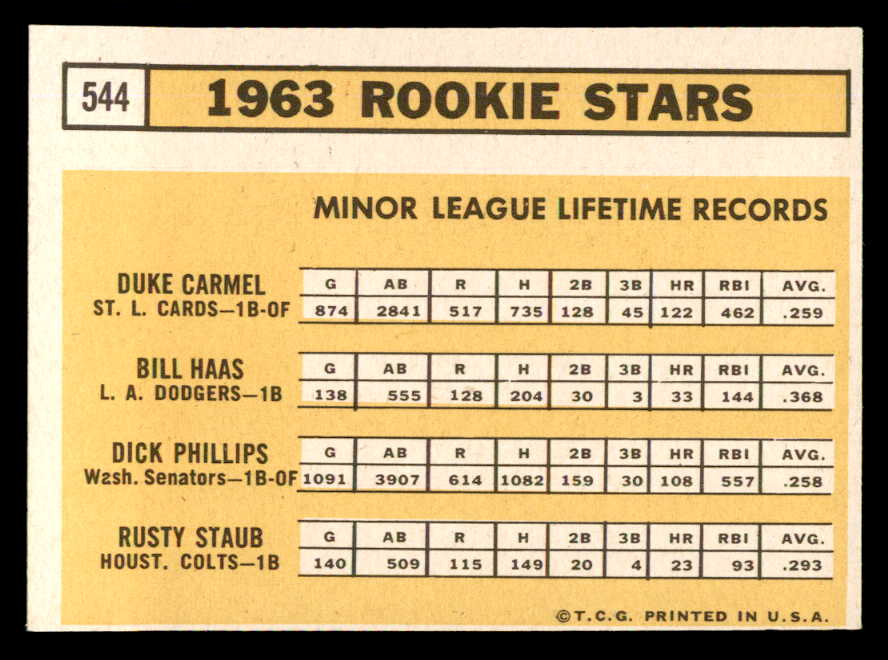 544 1963 ROOKIE STARS
MINOR LEAGUE LIFETIME RECORDS
DUKE CARMEL G AB R H 2B 3B HR RBI AVG.
ST. L. CARDS—1B-OF 874 2841 517 735 128 45 122 462 .259
BILL HAAS G AB R H 2B 3B HR RBI AVG.
L. A. DODGERS—1B 138 555 128 204 30 3 33 144 .368
DICK PHILLIPS G AB R H 2B 3B HR RBI AVG.
Wash. Senators—1B-OF 1091 3907 614 1082 159 30 108 557 .258
RUSTY STAUB G AB R H 2B 3B HR RBI AVG.
HOUST. COLTS—1B 140 509 115 149 20 4 23 93 .293
©T.C.G. PRINTED IN U.S.A.